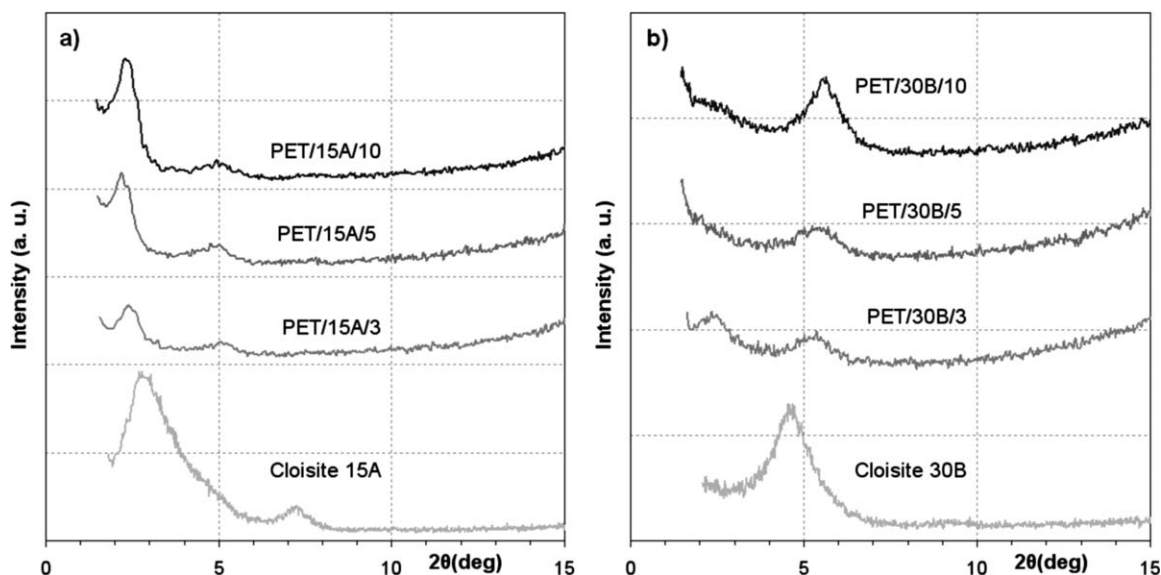 a)
PET/15A/10
PET/15A/5
PET/15A/3
Cloisite 15A
Intensity (a. u.)
0 5 10 2θ(deg) 15
b)
PET/30B/10
PET/30B/5
PET/30B/3
Cloisite 30B
Intensity (a. u.)
0 5 10 2θ(deg) 15